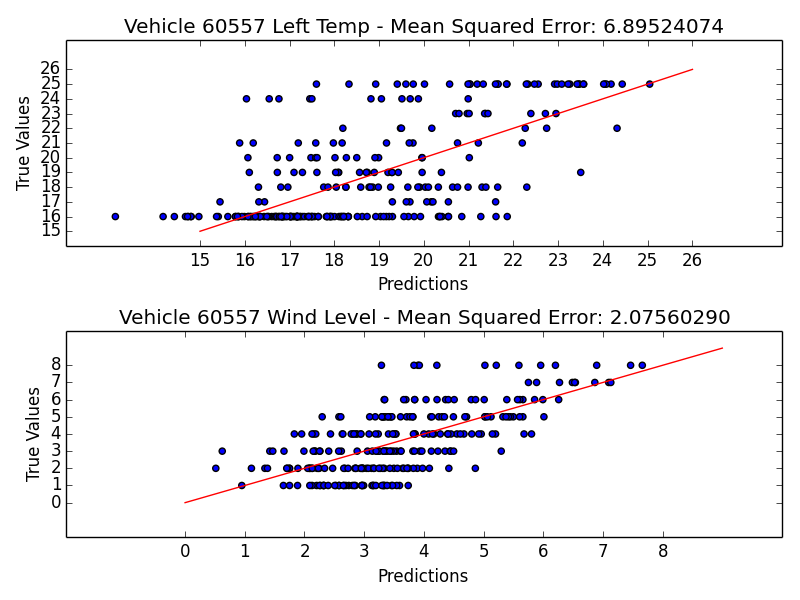 Vehicle 60557 Left Temp - Mean Squared Error: 6.89524074
True Values
26
25
24
23
22
21
20
19
18
17
16
15
15 16 17 18 19 20 21 22 23 24 25 26
Predictions
Vehicle 60557 Wind Level - Mean Squared Error: 2.07560290
True Values
8
7
6
5
4
3
2
1
0
0 1 2 3 4 5 6 7 8
Predictions